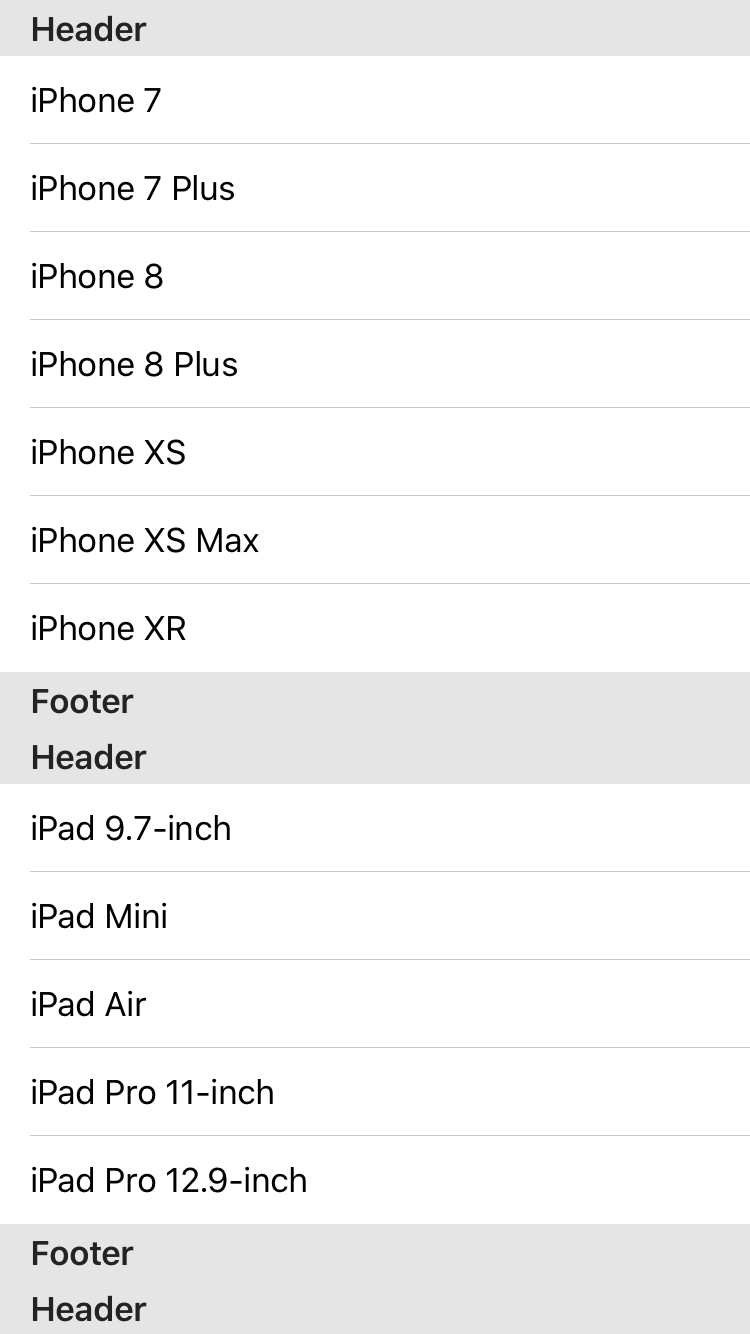 Header
iPhone 7
iPhone 7 Plus
iPhone 8
iPhone 8 Plus
iPhone XS
iPhone XS Max
iPhone XR
Footer
Header
iPad 9.7-inch
iPad Mini
iPad Air
iPad Pro 11-inch
iPad Pro 12.9-inch
Footer
Header